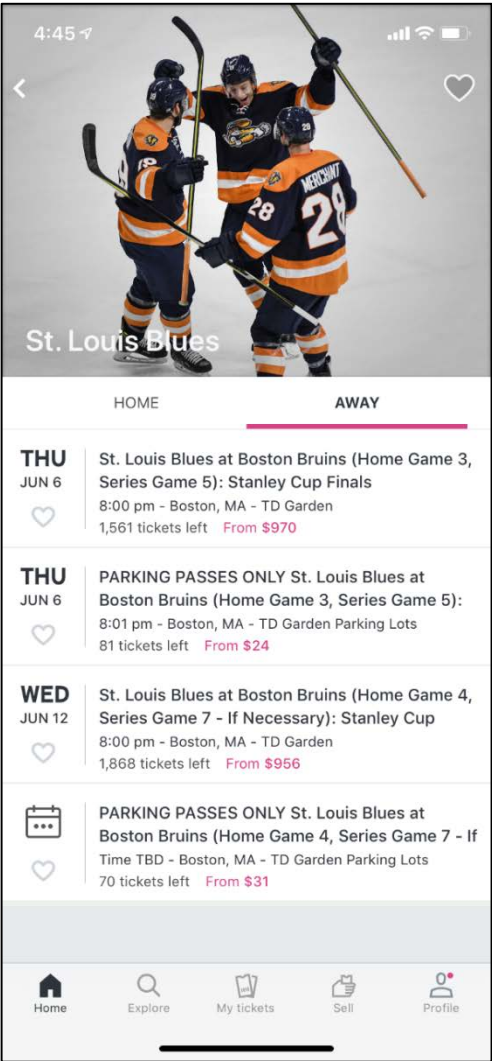 4:45
18
MERCHANT
28
28
St. Louis Blues
HOME
AWAY
THU
JUN 6
St. Louis Blues at Boston Bruins (Home Game 3,
Series Game 5): Stanley Cup Finals
8:00 pm - Boston, MA - TD Garden
1,561 tickets left From $970
THU
JUN 6
PARKING PASSES ONLY St. Louis Blues at
Boston Bruins (Home Game 3, Series Game 5):
8:01 pm - Boston, MA - TD Garden Parking Lots
81 tickets left From $24
WED
JUN 12
St. Louis Blues at Boston Bruins (Home Game 4,
Series Game 7 - If Necessary): Stanley Cup
8:00 pm - Boston, MA - TD Garden
1,868 tickets left From $956
PARKING PASSES ONLY St. Louis Blues at
Boston Bruins (Home Game 4, Series Game 7 - If
Time TBD - Boston, MA - TD Garden Parking Lots
70 tickets left From $31
Home
Explore
My tickets
Sell
Profile